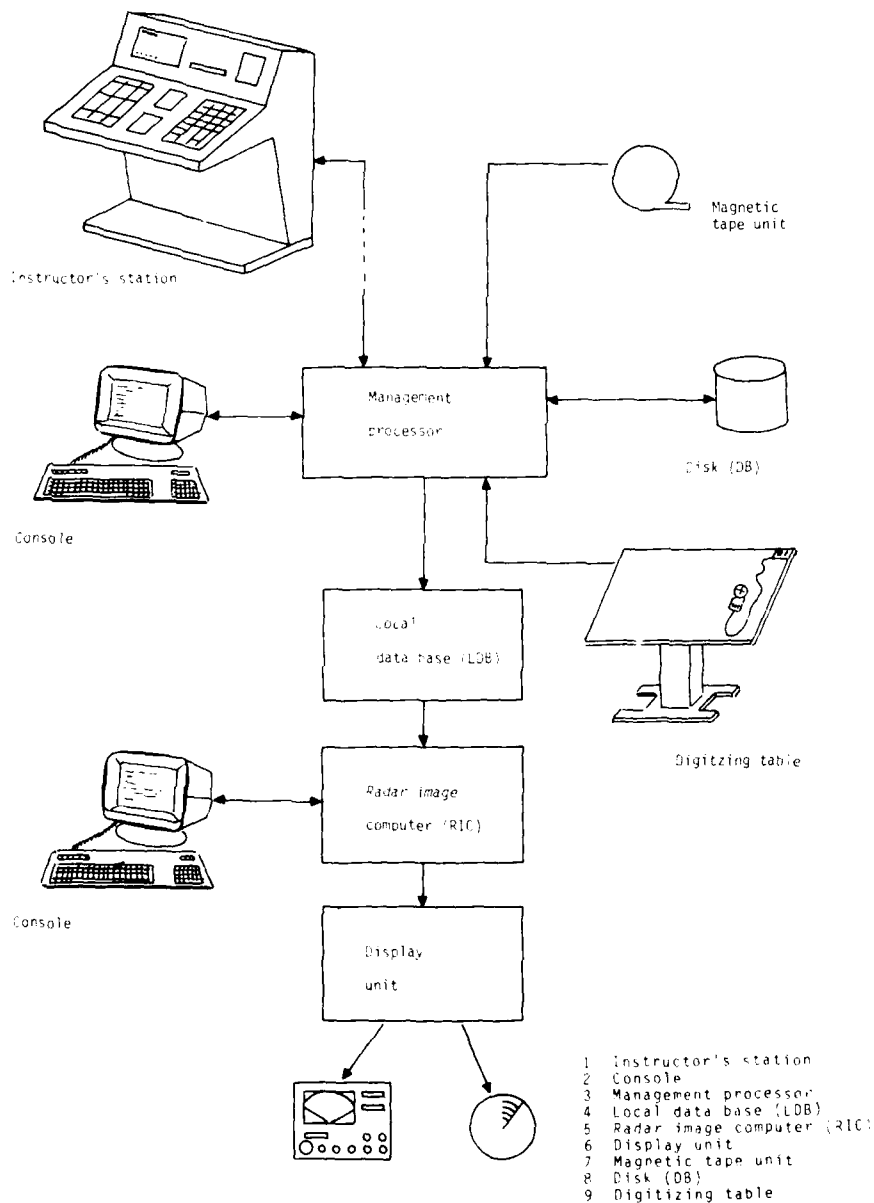 Instructor's station
Magnetic
tape unit
Management
processor
Disk (DB)
Console
Local
data base (LDB)
Digitzing table
Radar image
computer (RIC)
Console
Display
unit
1 Instructor's station
2 Console
3 Management processor
4 Local data base (LDB)
5 Radar image computer (RIC)
6 Display unit
7 Magnetic tape unit
8 Disk (DB)
9 Digitizing table